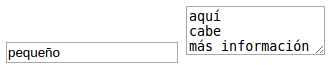 pequeño
aquí
cabe
más información